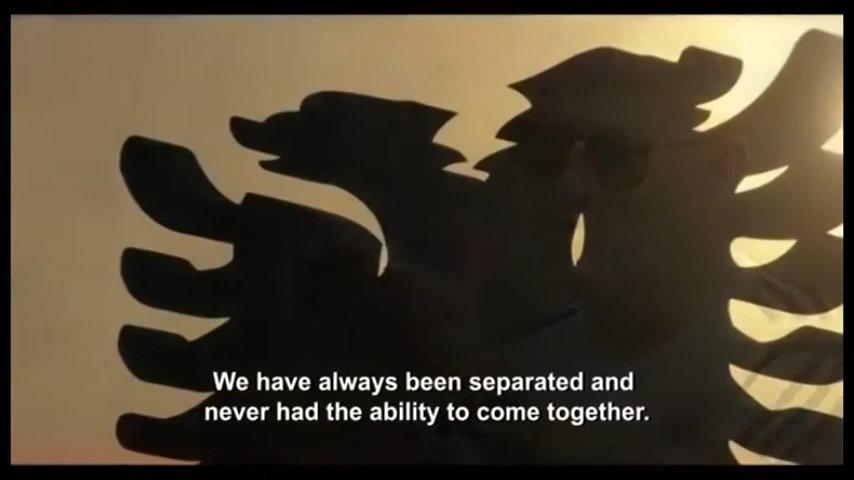 We have always been separated and
never had the ability to come together.